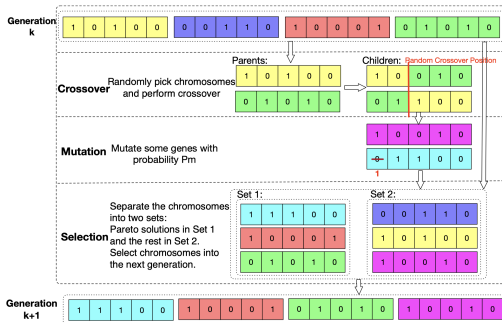 Generation
k
1 0 1 0 0 0 0 1 1 0 1 0 0 0 1 0 1 0 1 0
Crossover
Randomly pick chromosomes
and perform crossover
Parents:
1 0 1 0 0
0 1 0 1 0
Children:
Random Crossover Position
1 0 0 1 0
0 1 1 0 0
Mutation
Mutate some genes with
probability Pm
1 0 0 1 0
0 1 1 0 0
1
Selection
Separate the chromosomes
into two sets:
Pareto solutions in Set 1
and the rest in Set 2.
Select chromosomes into
the next generation.
Set 1:
1 1 1 0 0
1 0 0 0 1
0 1 0 1 0
Set 2:
0 0 1 1 0
1 0 1 0 0
1 0 0 1 0
Generation
k+1
1 1 1 0 0 1 0 0 0 1 0 1 0 1 0 1 0 0 1 0